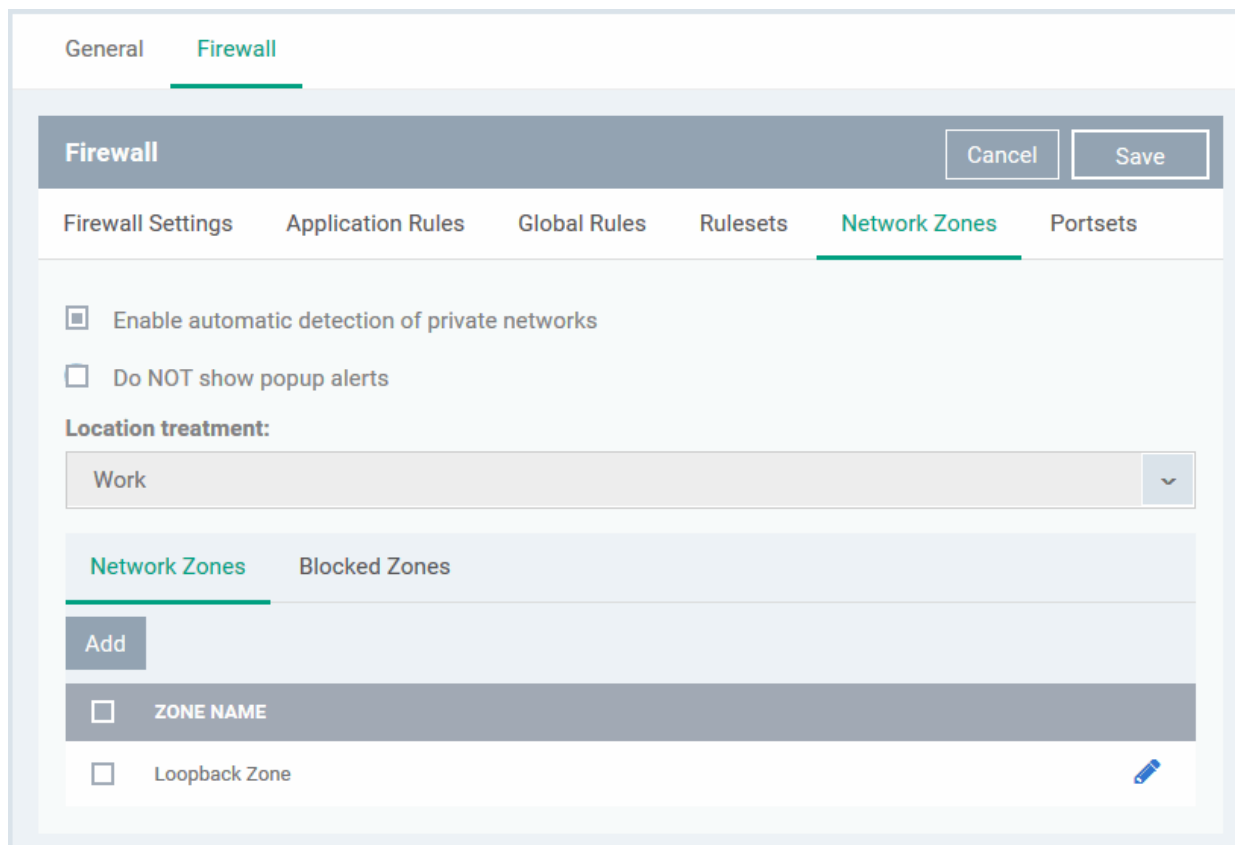 General Firewall
Firewall Cancel Save
Firewall Settings Application Rules Global Rules Rulesets Network Zones Portsets
Enable automatic detection of private networks
Do NOT show popup alerts
Location treatment:
Work
Network Zones Blocked Zones
Add
ZONE NAME
Loopback Zone